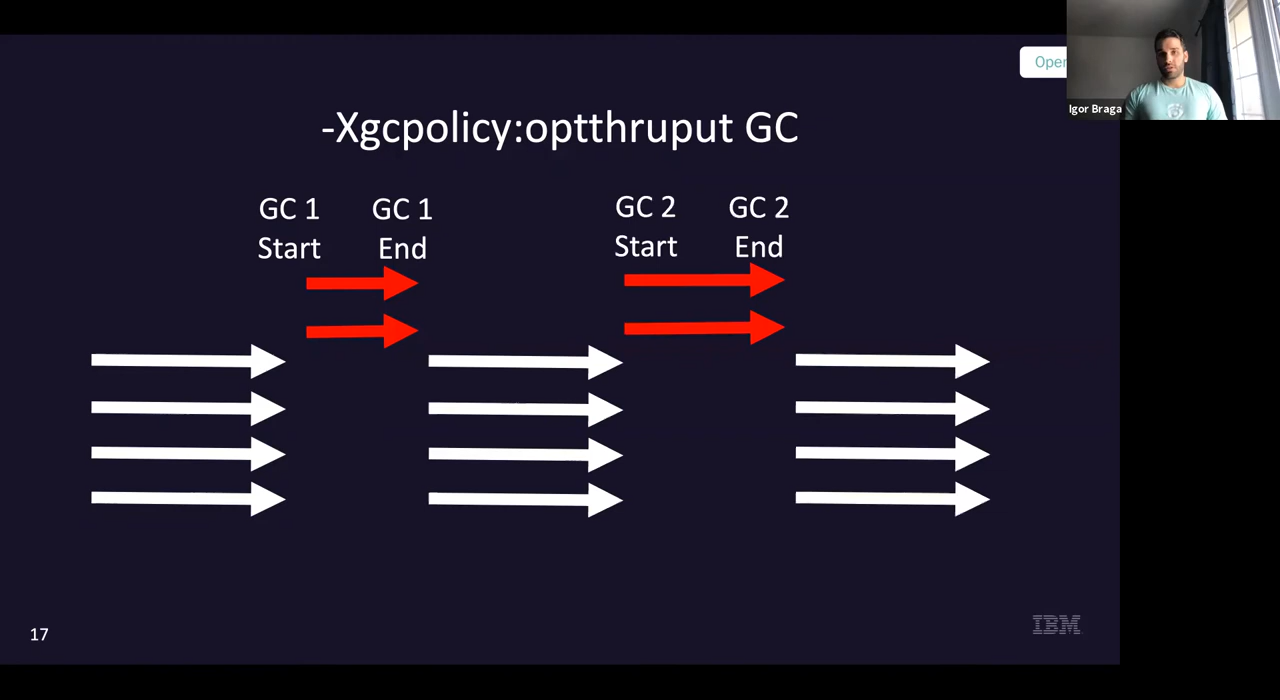 Oper
Igor Braga
-Xgcpolicy:optthruput GC
GC 1 Start
GC 1 End
GC 2 Start
GC 2 End
17
IBM